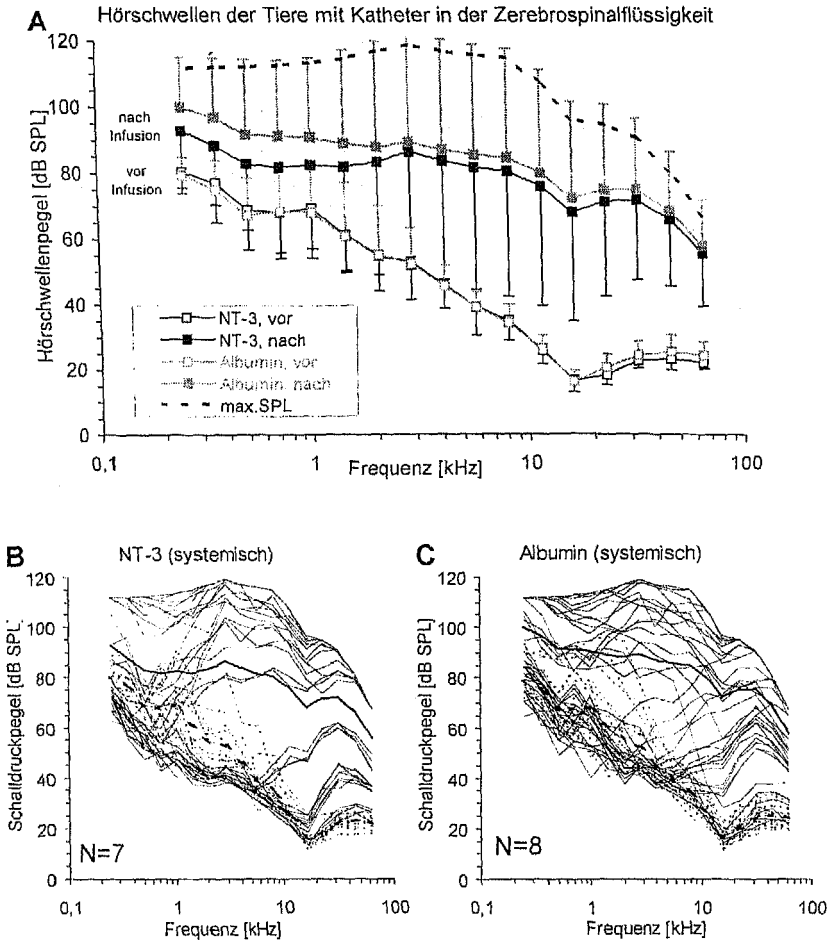 A Hörschwellen der Tiere mit Katheter in der Zerebrospinalflüssigkeit
Hörschwellenpegel [dB SPL]
120
100
80
60
40
20
0
nach
Infusion
vor
Infusion
NT-3, vor
NT-3, nach
Albumin, vor
Albumin, nach
max.SPL
0,1 1 10 100
Frequenz [kHz]
B NT-3 (systemisch)
Schalldruckpegel [dB SPL]
120
100
80
60
40
20
0
N=7
0,1 1 10 100
Frequenz [kHz]
C Albumin (systemisch)
Schalldruckpegel [dB SPL]
120
100
80
60
40
20
0
N=8
0,1 1 10 100
Frequenz [kHz]